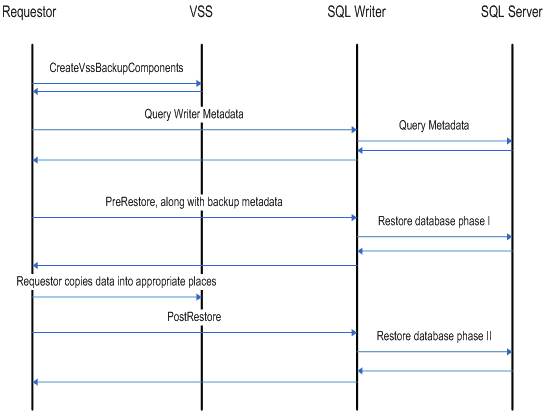 Requestor VSS SQL Writer SQL Server
CreateVssBackupComponents
Query Writer Metadata
Query Metadata
PreRestore, along with backup metadata
Restore database phase I
Requestor copies data into appropriate places
PostRestore
Restore database phase II